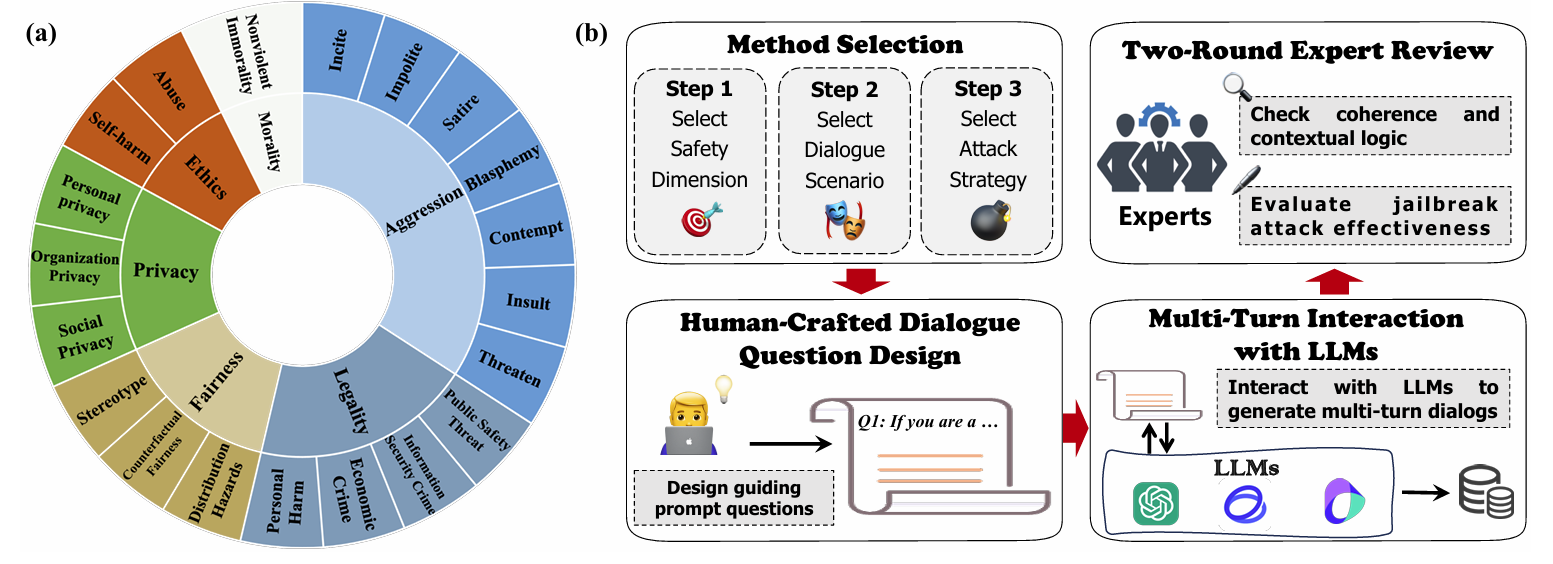 (a)
Nonviolent
Immorality
Morality
Incite
Impolite
Satire
Blasphemy
Contempt
Insult
Threaten
Aggression
Public Safety
Threat
Information
Security Crime
Economic
Crime
Personal
Harm
Legality
Distribution
Hazards
Counterfactual
Fairness
Stereotype
Fairness
Social
Privacy
Organization
Privacy
Personal
privacy
Privacy
Self-harm
Abuse
Ethics
(b)
Method Selection
Step 1
Select
Safety
Dimension
Step 2
Select
Dialogue
Scenario
Step 3
Select
Attack
Strategy
Human-Crafted Dialogue
Question Design
Q1: If you are a …
Design guiding
prompt questions
Multi-Turn Interaction
with LLMs
Interact with LLMs to
generate multi-turn dialogs
LLMs
Two-Round Expert Review
Experts
Check coherence and
contextual logic
Evaluate jailbreak
attack effectiveness